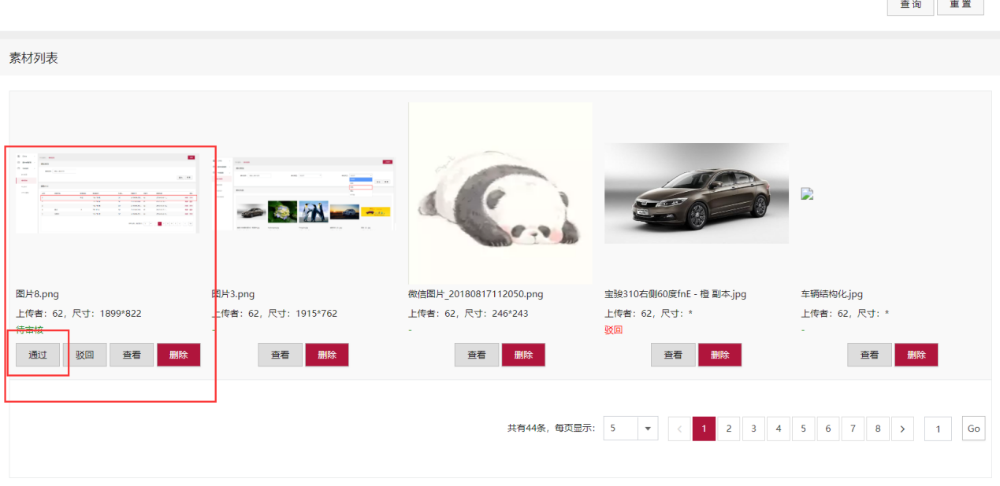 查 询 重 置
素材列表
图片8.png
上传者：62，尺寸：1899*822
待审核
通过 驳回 查看 删除
图片3.png
上传者：62，尺寸：1915*762
-
查看 删除
微信图片_20180817112050.png
上传者：62，尺寸：246*243
-
查看 删除
宝骏310右侧60度fnE - 橙 副本.jpg
上传者：62，尺寸：*
驳回
查看 删除
车辆结构化.jpg
上传者：62，尺寸：*
-
查看 删除
共有44条，每页显示： 5 < 1 2 3 4 5 6 7 8 > 1 Go